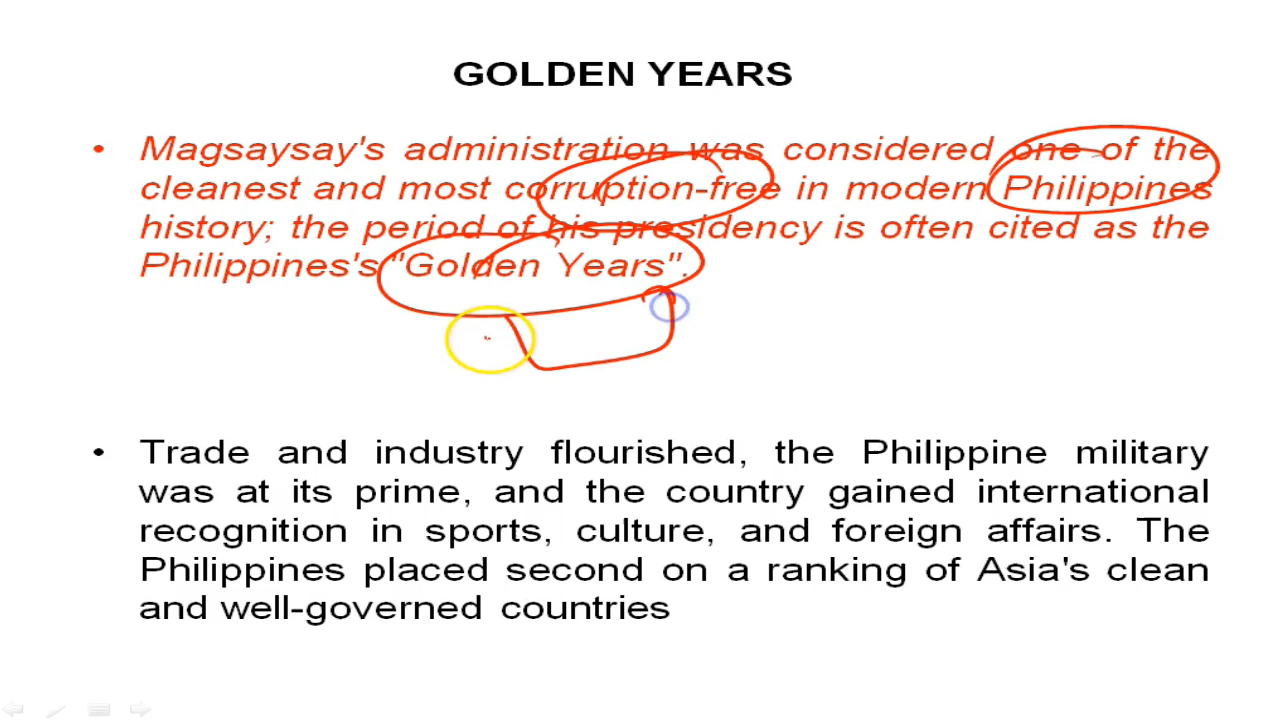 GOLDEN YEARS
• Magsaysay's administration was considered one of the
cleanest and most corruption-free in modern Philippines
history; the period of his presidency is often cited as the
Philippines's "Golden Years".
• Trade and industry flourished, the Philippine military
was at its prime, and the country gained international
recognition in sports, culture, and foreign affairs. The
Philippines placed second on a ranking of Asia's clean
and well-governed countries